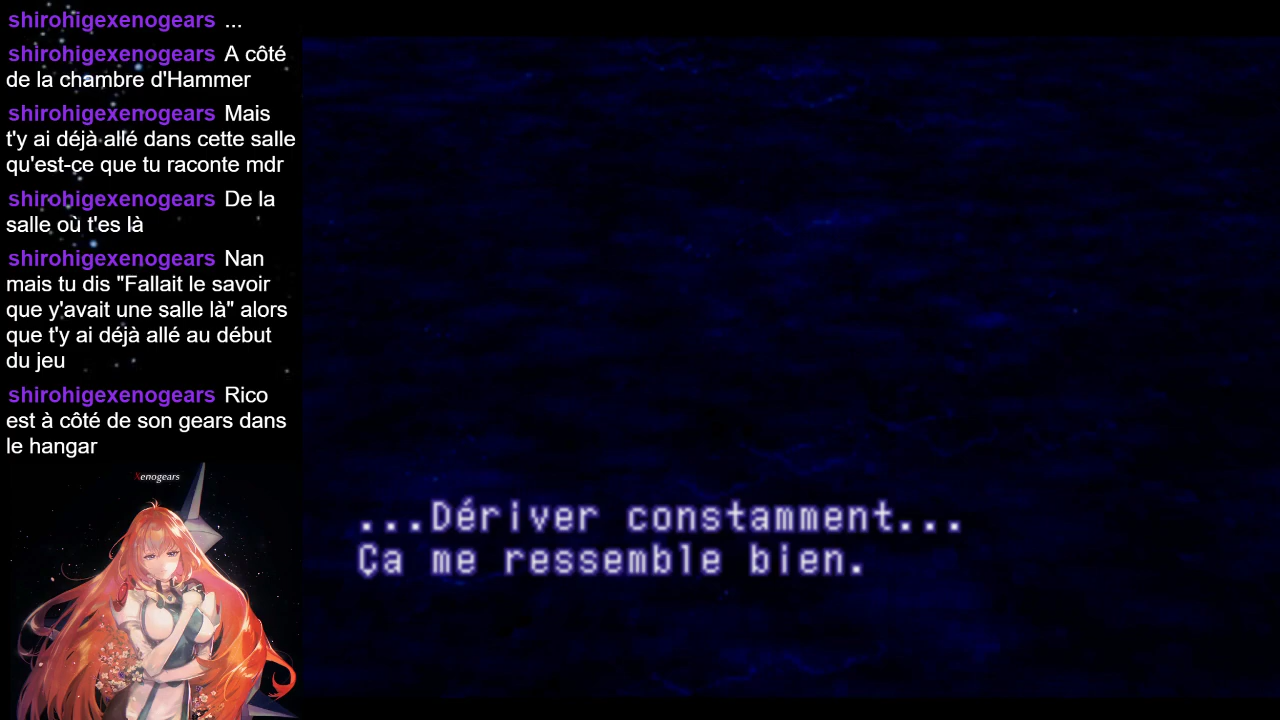 shirohigexenogears ...
shirohigexenogears A côté
de la chambre d'Hammer
shirohigexenogears Mais
t'y ai déjà allé dans cette salle
qu'est-ce que tu raconte mdr
shirohigexenogears De la
salle où t'es là
shirohigexenogears Nan
mais tu dis "Fallait le savoir
que y'avait une salle là" alors
que t'y ai déjà allé au début
du jeu
shirohigexenogears Rico
est à côté de son gears dans
le hangar
Xenogears
...Dériver constamment...
Ça me ressemble bien.